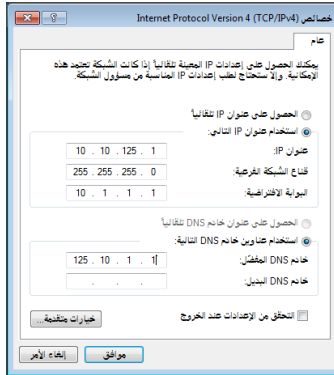 خصائص Internet Protocol Version 4 (TCP/IPv4)
عام
يمكنك الحصول على إعدادات IP المعينة تلقائياً إذا كانت الشبكة تعتمد هذه
الإمكانية. وإلا ستحتاج لطلب إعدادات IP المناسبة من مسؤول الشبكة.
الحصول على عنوان IP تلقائياً
استخدام عنوان IP التالي:
عنوان IP: 10 . 10 . 125 . 1
قناع الشبكة الفرعية: 255 . 255 . 255 . 0
البوابة الافتراضية: 10 . 1 . 1 . 1
الحصول على عنوان خادم DNS تلقائياً
استخدام عناوين خادم DNS التالية:
خادم DNS المفضّل: 125 . 10 . 1 . 1
خادم DNS البديل: . . .
التحقق من الإعدادات عند الخروج
خيارات متقدمة...
موافق
إلغاء الأمر